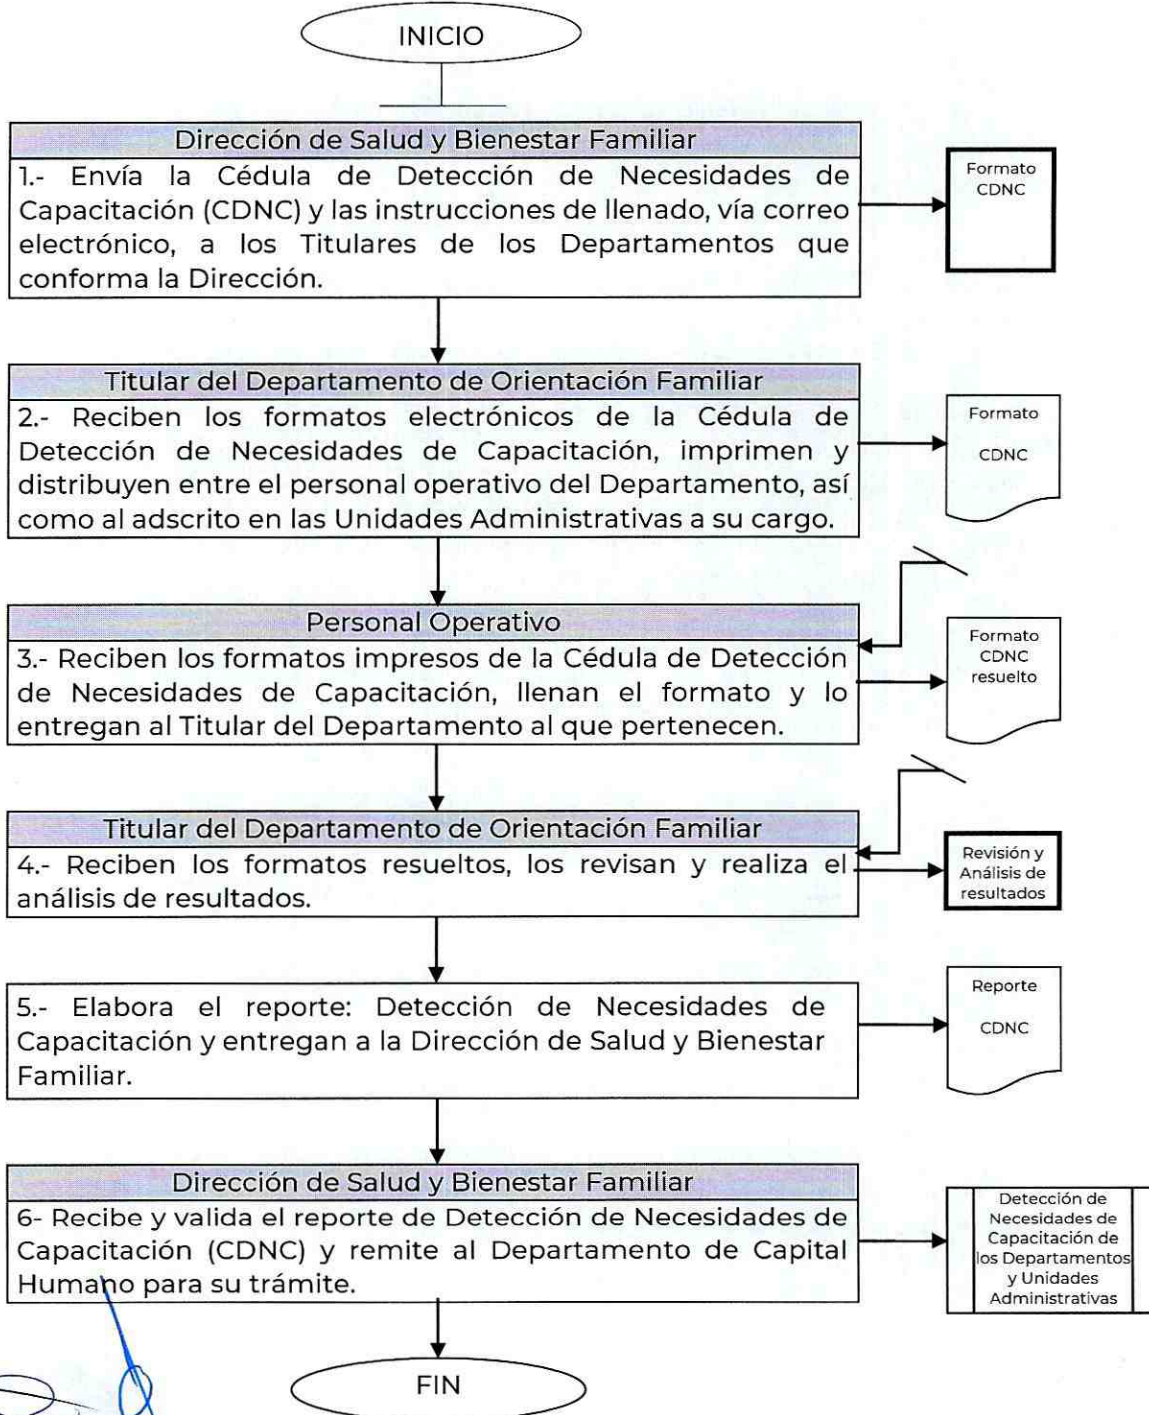 INICIO
Dirección de Salud y Bienestar Familiar
1.- Envía la Cédula de Detección de Necesidades de
Capacitación (CDNC) y las instrucciones de llenado, vía correo
electrónico, a los Titulares de los Departamentos que
conforma la Dirección.
Formato
CDNC
Titular del Departamento de Orientación Familiar
2.- Reciben los formatos electrónicos de la Cédula de
Detección de Necesidades de Capacitación, imprimen y
distribuyen entre el personal operativo del Departamento, así
como al adscrito en las Unidades Administrativas a su cargo.
Formato
CDNC
Personal Operativo
3.- Reciben los formatos impresos de la Cédula de Detección
de Necesidades de Capacitación, llenan el formato y lo
entregan al Titular del Departamento al que pertenecen.
Formato
CDNC
resuelto
Titular del Departamento de Orientación Familiar
4.- Reciben los formatos resueltos, los revisan y realiza el
análisis de resultados.
Revisión y
Análisis de
resultados
5.- Elabora el reporte: Detección de Necesidades de
Capacitación y entregan a la Dirección de Salud y Bienestar
Familiar.
Reporte
CDNC
Dirección de Salud y Bienestar Familiar
6- Recibe y valida el reporte de Detección de Necesidades de
Capacitación (CDNC) y remite al Departamento de Capital
Humano para su trámite.
Detección de
Necesidades de
Capacitación de
los Departamentos
y Unidades
Administrativas
FIN